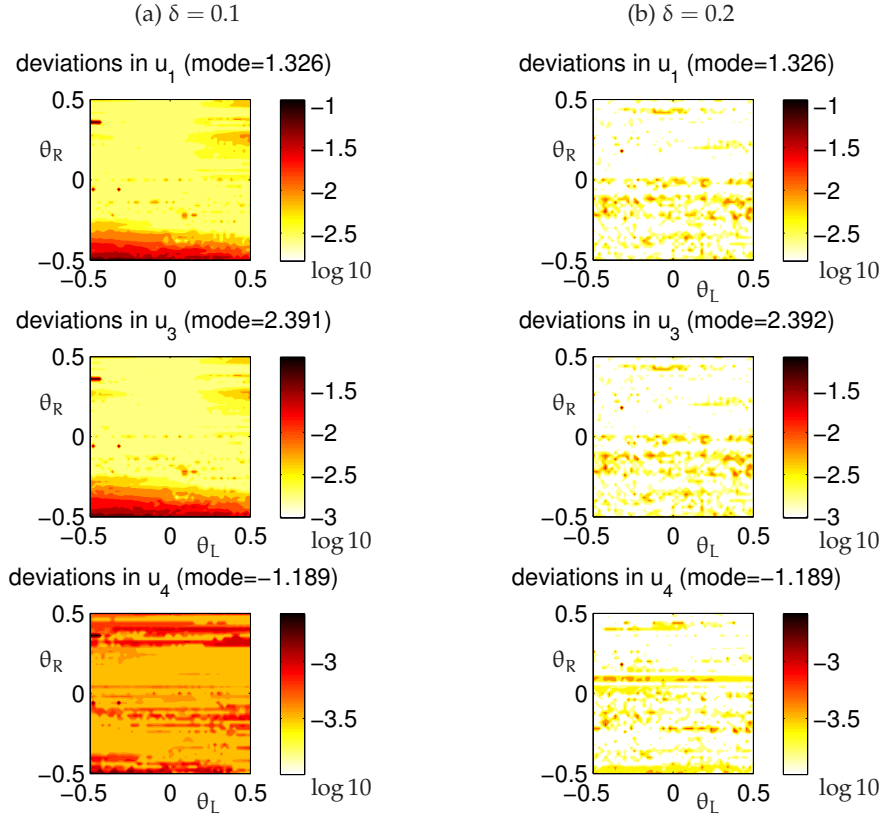 (a) δ = 0.1
deviations in u1 (mode=1.326)
0.5
θR
0
−0.5
−0.5 0 0.5
−1
−1.5
−2
−2.5
log 10
deviations in u3 (mode=2.391)
0.5
θR
0
−0.5
−0.5 0 0.5
θL
−1.5
−2
−2.5
−3
log 10
deviations in u4 (mode=−1.189)
0.5
θR
0
−0.5
−0.5 0 0.5
θL
−3
−3.5
log 10
(b) δ = 0.2
deviations in u1 (mode=1.326)
0.5
θR
0
−0.5
−0.5 0 0.5
θL
−1
−1.5
−2
−2.5
log 10
deviations in u3 (mode=2.392)
0.5
θR
0
−0.5
−0.5 0 0.5
θL
−1.5
−2
−2.5
−3
log 10
deviations in u4 (mode=−1.189)
0.5
θR
0
−0.5
−0.5 0 0.5
θL
−3
−3.5
log 10